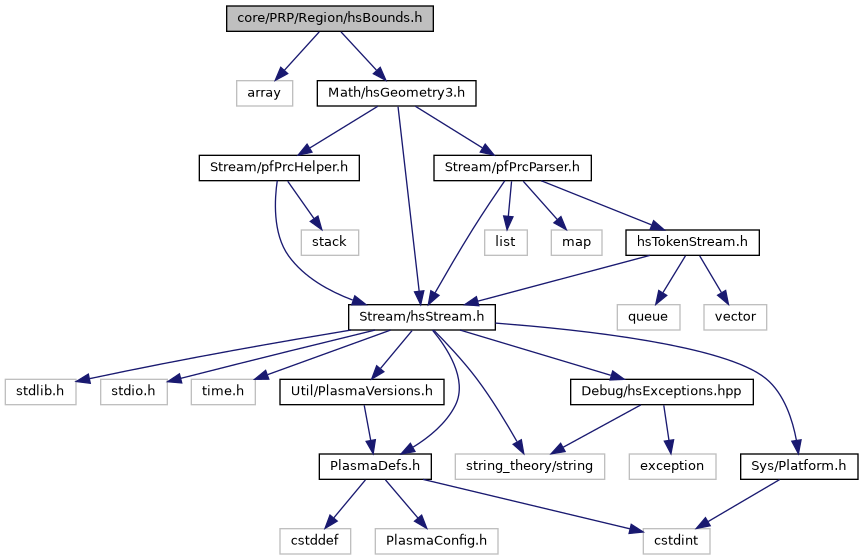 core/PRP/Region/hsBounds.h
array
Math/hsGeometry3.h
Stream/pfPrcHelper.h
Stream/pfPrcParser.h
stack
list
map
hsTokenStream.h
Stream/hsStream.h
queue
vector
stdlib.h
stdio.h
time.h
Util/PlasmaVersions.h
Debug/hsExceptions.hpp
PlasmaDefs.h
string_theory/string
exception
Sys/Platform.h
cstddef
PlasmaConfig.h
cstdint